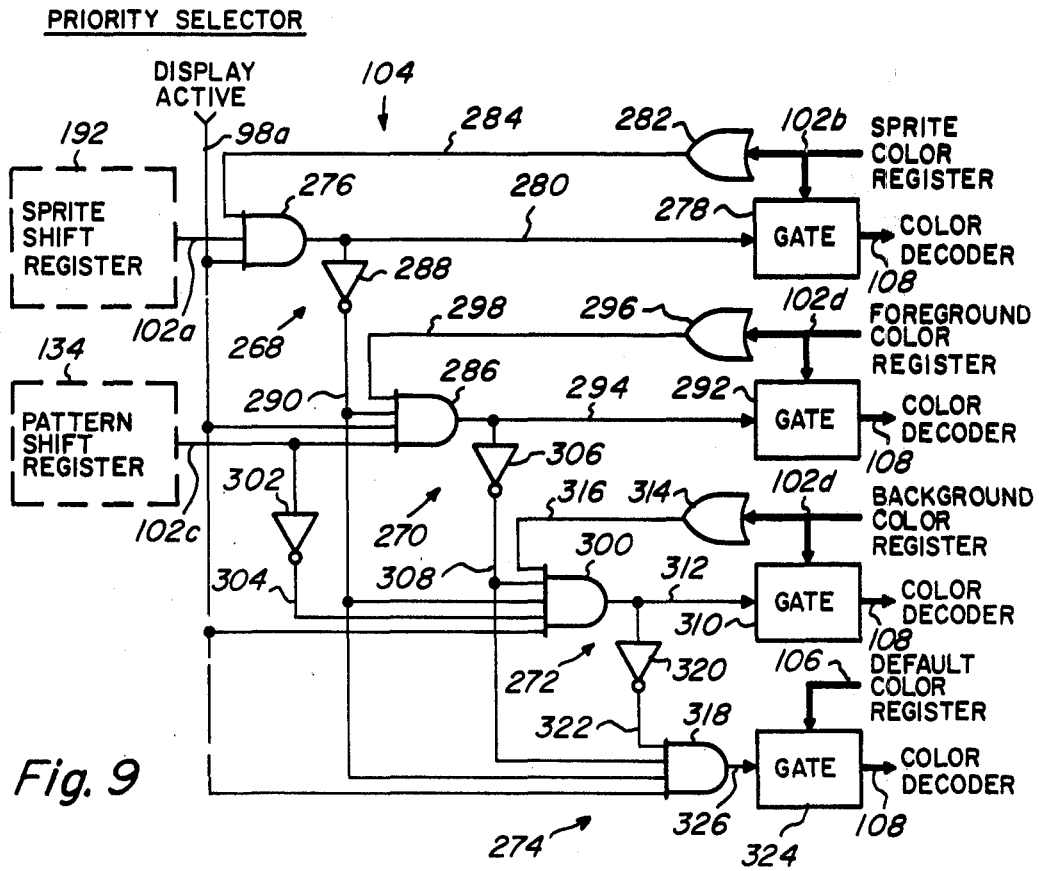 PRIORITY SELECTOR
DISPLAY
ACTIVE
104
192
98a
284
282
102b
SPRITE
COLOR
REGISTER
SPRITE
SHIFT
REGISTER
276
280
278
GATE
COLOR
DECODER
108
102a
288
268
298
296
102d
FOREGROUND
COLOR
REGISTER
134
PATTERN
SHIFT
REGISTER
290
286
294
292
GATE
COLOR
DECODER
108
102c
302
306
270
316
314
102d
BACKGROUND
COLOR
REGISTER
304
308
300
312
310
GATE
COLOR
DECODER
108
272
320
106
DEFAULT
COLOR
REGISTER
322
318
GATE
COLOR
DECODER
108
326
324
274
Fig. 9